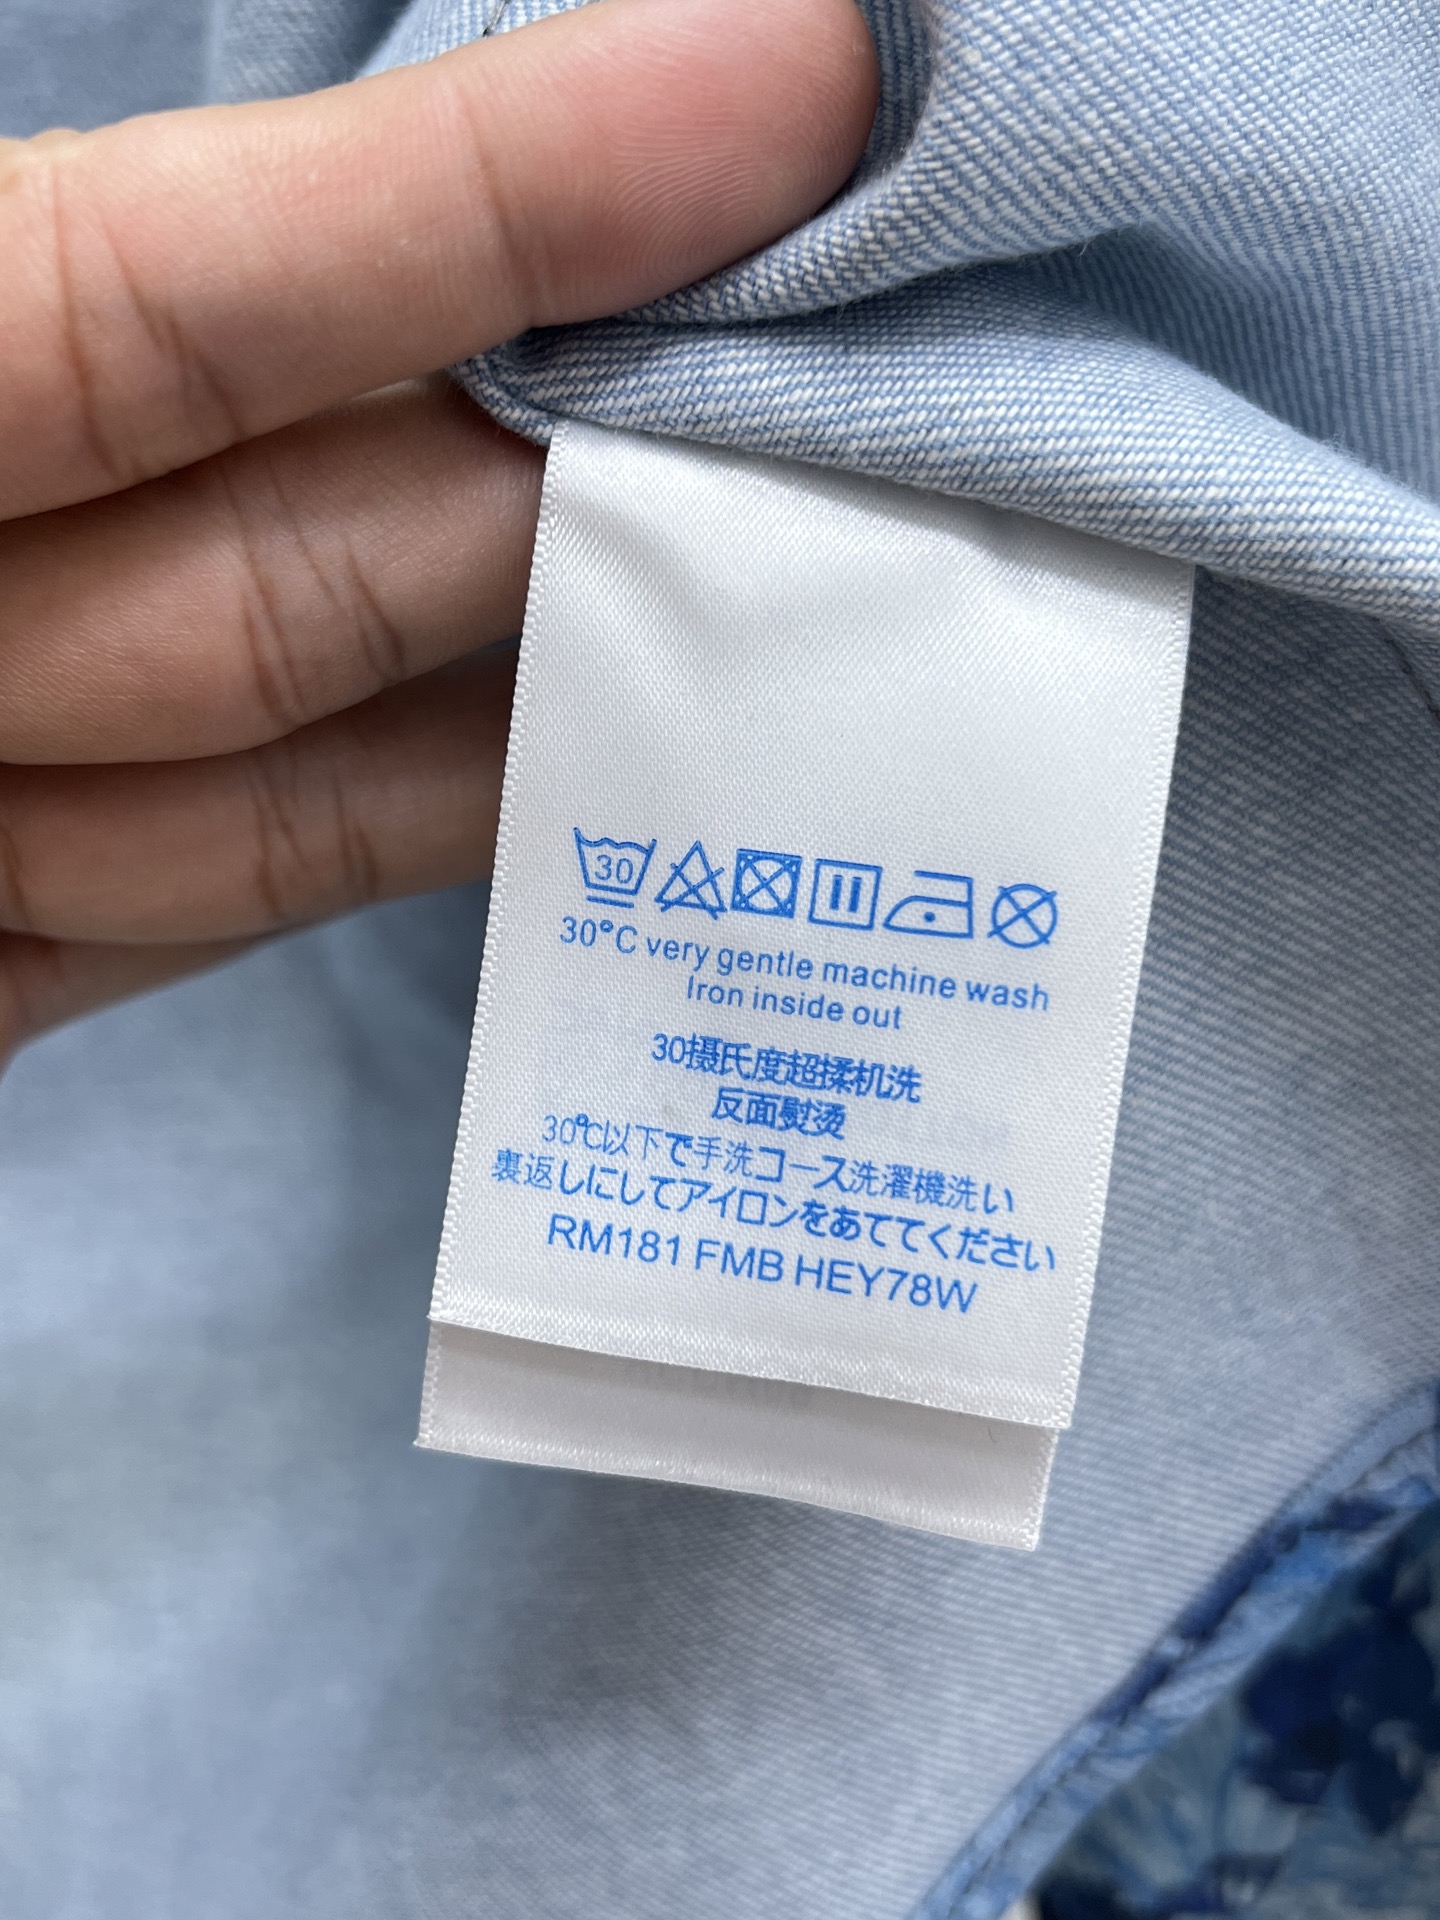 30
30°C very gentle machine wash
Iron inside out
30摄氏度超揉机洗
反面熨烫
30℃以下で手洗コース洗濯機洗い
裏返しにしてアイロンをあててください
RM181 FMB HEY78W